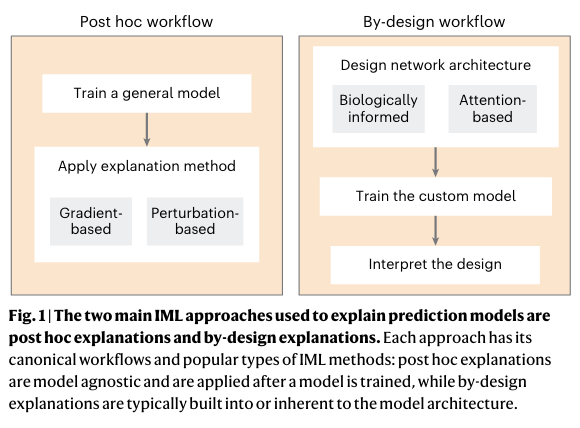 Post hoc workflow
Train a general model
Apply explanation method
Gradient-
based
Perturbation-
based
By-design workflow
Design network architecture
Biologically
informed
Attention-
based
Train the custom model
Interpret the design
Fig. 1 | The two main IML approaches used to explain prediction models are
post hoc explanations and by-design explanations. Each approach has its
canonical workflows and popular types of IML methods: post hoc explanations
are model agnostic and are applied after a model is trained, while by-design
explanations are typically built into or inherent to the model architecture.